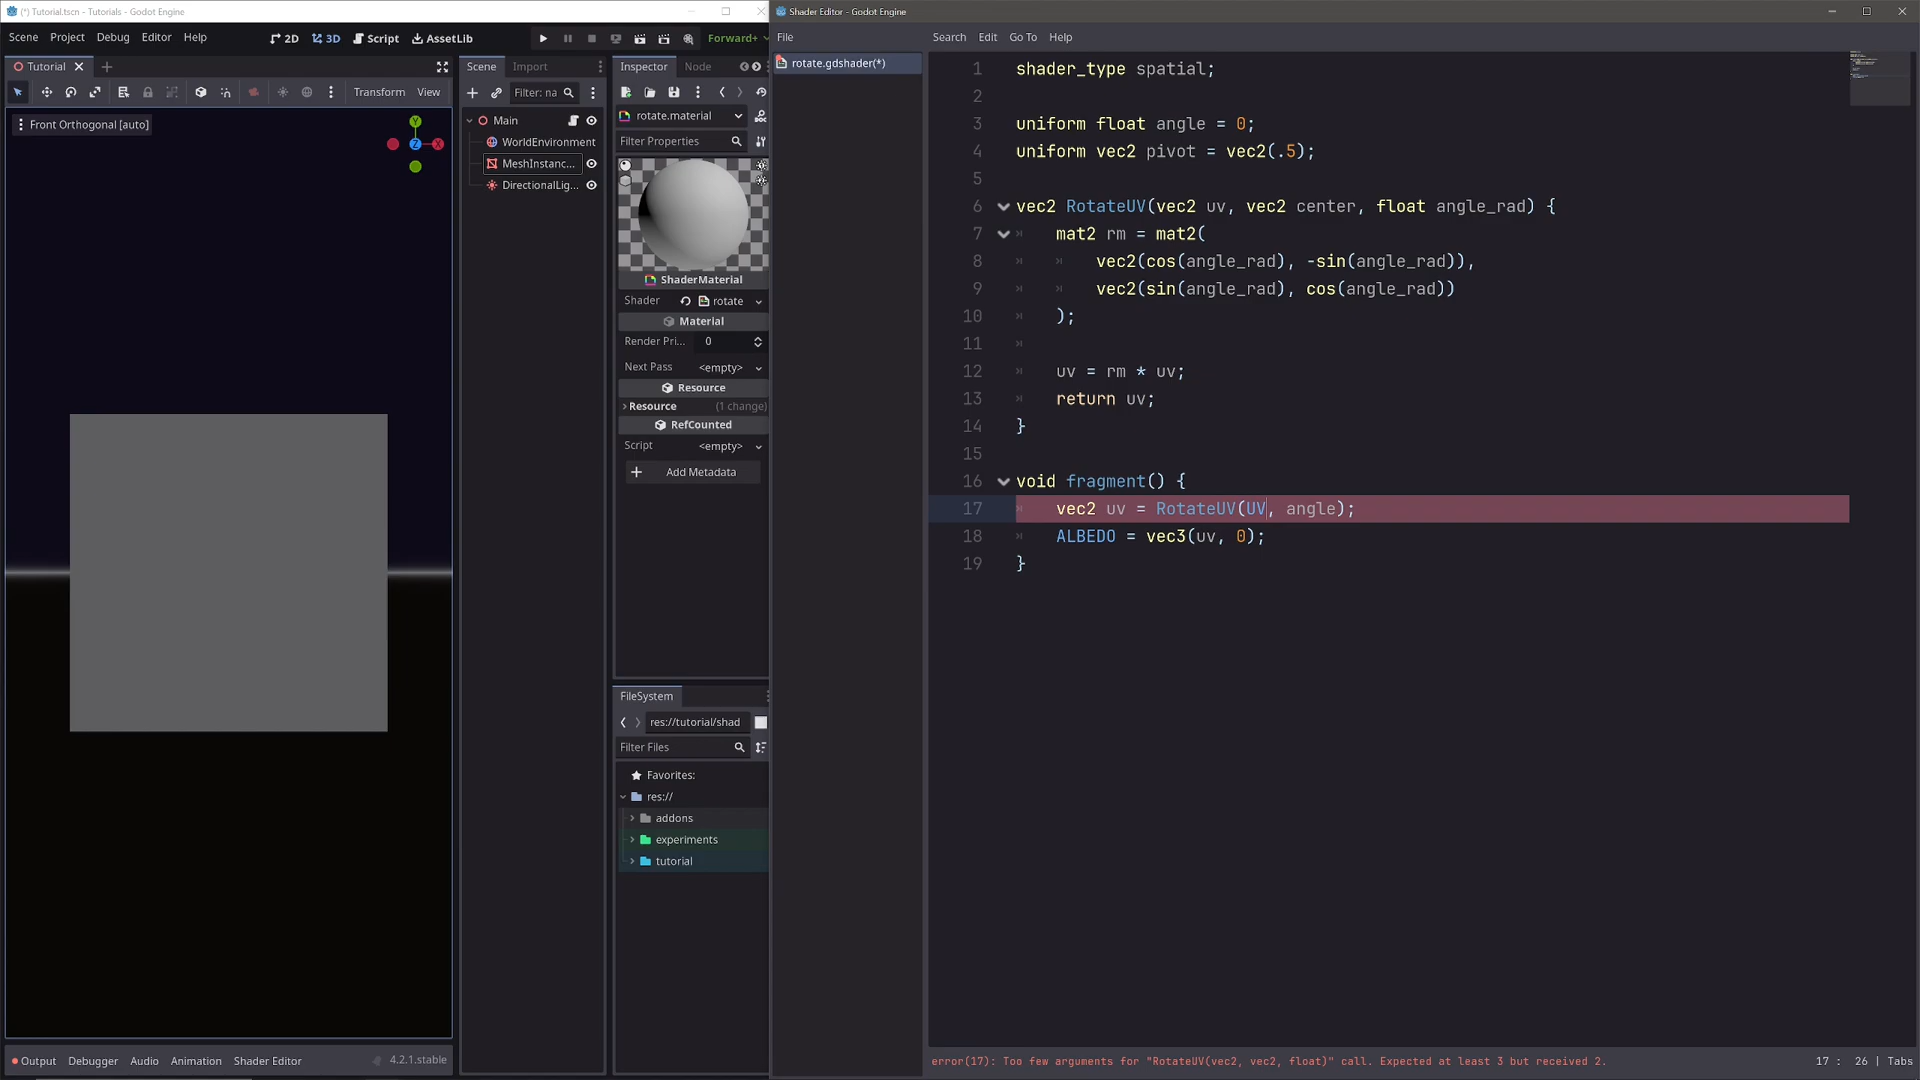 (*) Tutorial.tscn - Tutorials - Godot Engine
Scene Project Debug Editor Help
2D 3D Script AssetLib
Forward+
Tutorial
Transform View
Front Orthogonal [auto]
Y
Z
X
Scene Import
Filter: na
Main
WorldEnvironment
MeshInstanc...
DirectionalLig...
Inspector Node
rotate.material
Filter Properties
ShaderMaterial
Shader rotate
Material
Render Pri... 0
Next Pass <empty>
Resource
Resource (1 change)
RefCounted
Script <empty>
Add Metadata
FileSystem
res://tutorial/shad
Filter Files
Favorites:
res://
addons
experiments
tutorial
Output Debugger Audio Animation Shader Editor 4.2.1.stable
Shader Editor - Godot Engine
File Search Edit Go To Help
rotate.gdshader(*)
1 shader_type spatial;
2
3 uniform float angle = 0;
4 uniform vec2 pivot = vec2(.5);
5
6 vec2 RotateUV(vec2 uv, vec2 center, float angle_rad) {
7 mat2 rm = mat2(
8 vec2(cos(angle_rad), -sin(angle_rad)),
9 vec2(sin(angle_rad), cos(angle_rad))
10 );
11
12 uv = rm * uv;
13 return uv;
14 }
15
16 void fragment() {
17 vec2 uv = RotateUV(UV, angle);
18 ALBEDO = vec3(uv, 0);
19 }
error(17): Too few arguments for "RotateUV(vec2, vec2, float)" call. Expected at least 3 but received 2.
17 : 26 | Tabs